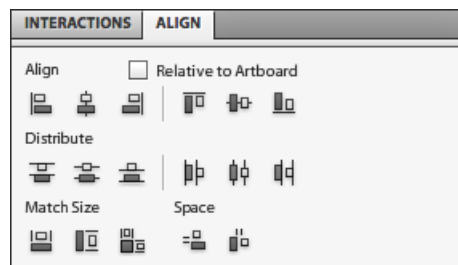 INTERACTIONS ALIGN
Align Relative to Artboard
Distribute
Match Size Space